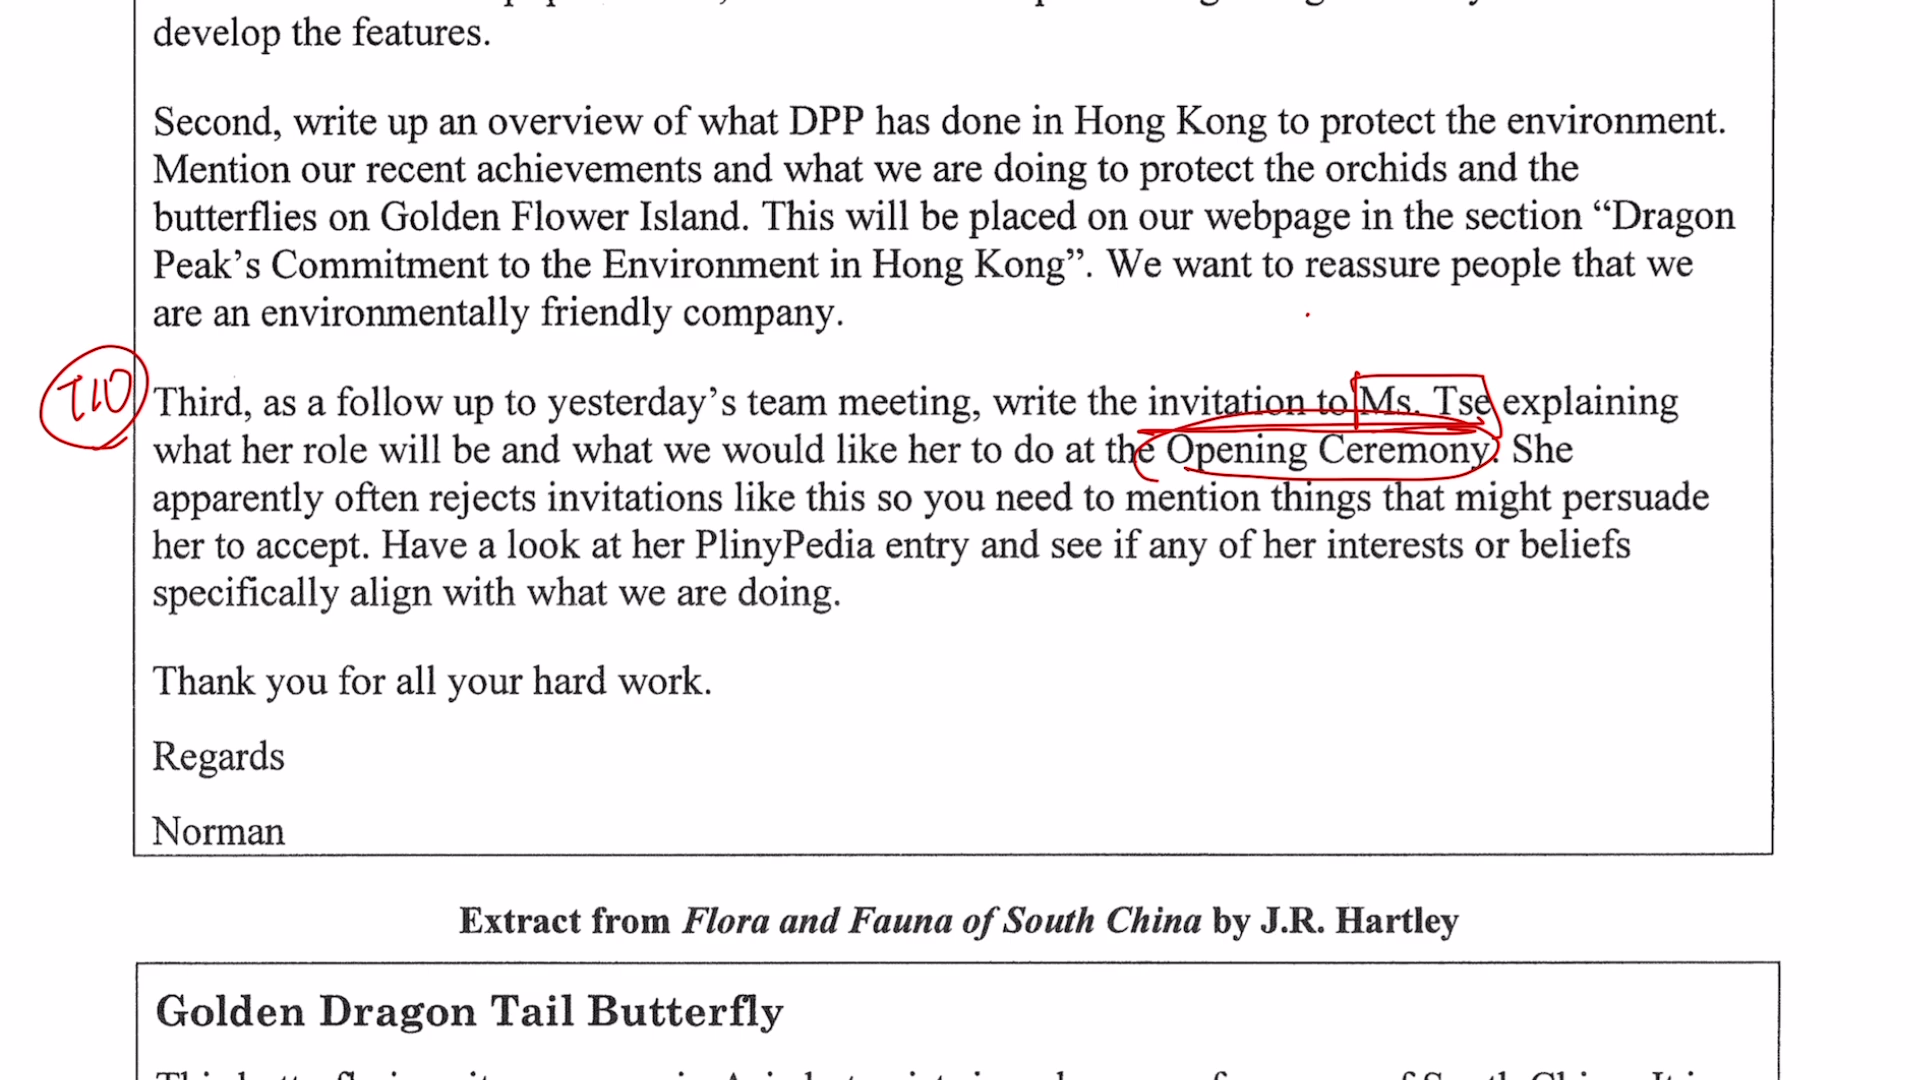 develop the features.
Second, write up an overview of what DPP has done in Hong Kong to protect the environment.
Mention our recent achievements and what we are doing to protect the orchids and the
butterflies on Golden Flower Island. This will be placed on our webpage in the section “Dragon
Peak’s Commitment to the Environment in Hong Kong”. We want to reassure people that we
are an environmentally friendly company.
T10
Third, as a follow up to yesterday’s team meeting, write the invitation to Ms. Tse explaining
what her role will be and what we would like her to do at the Opening Ceremony. She
apparently often rejects invitations like this so you need to mention things that might persuade
her to accept. Have a look at her PlinyPedia entry and see if any of her interests or beliefs
specifically align with what we are doing.
Thank you for all your hard work.
Regards
Norman
Extract from Flora and Fauna of South China by J.R. Hartley
Golden Dragon Tail Butterfly